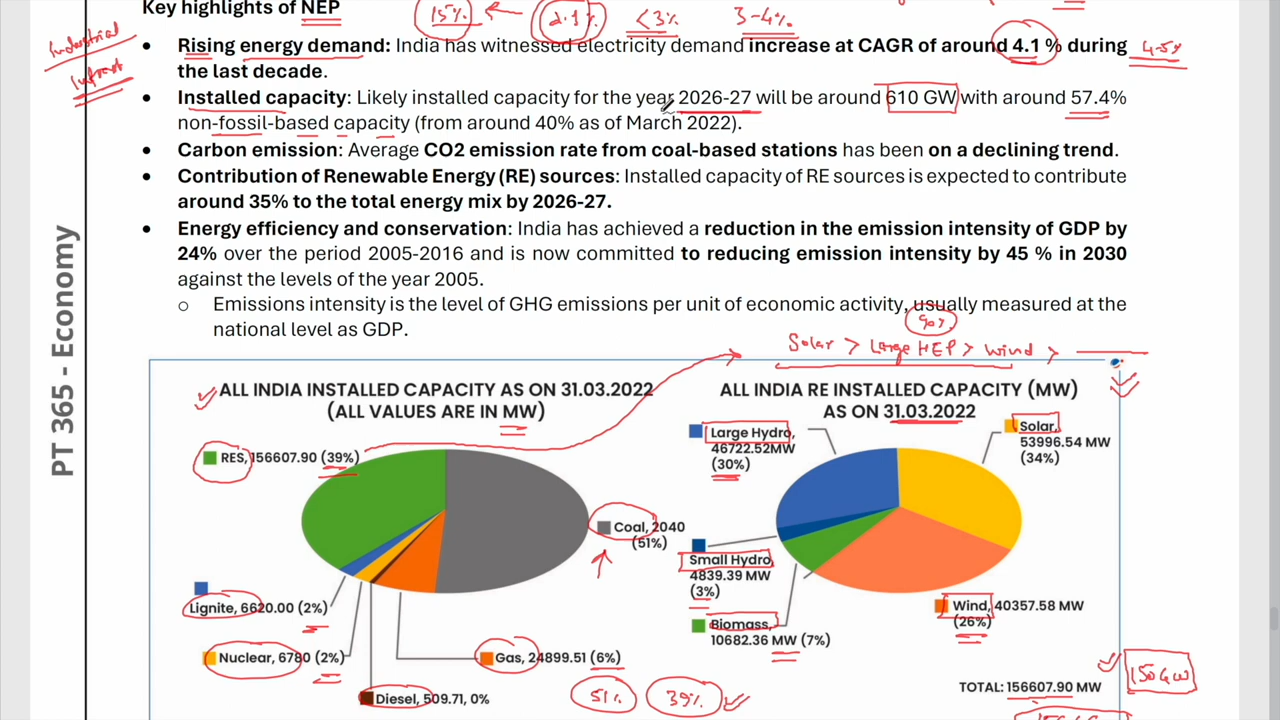 Key highlights of NEP
15%
2.1%
<3%
3-4%
Industrial
Infrast
• Rising energy demand: India has witnessed electricity demand increase at CAGR of around 4.1 % during
4-5%
the last decade.
• Installed capacity: Likely installed capacity for the year 2026-27 will be around 610 GW with around 57.4%
non-fossil-based capacity (from around 40% as of March 2022).
• Carbon emission: Average CO2 emission rate from coal-based stations has been on a declining trend.
• Contribution of Renewable Energy (RE) sources: Installed capacity of RE sources is expected to contribute
around 35% to the total energy mix by 2026-27.
• Energy efficiency and conservation: India has achieved a reduction in the emission intensity of GDP by
24% over the period 2005-2016 and is now committed to reducing emission intensity by 45 % in 2030
against the levels of the year 2005.
○ Emissions intensity is the level of GHG emissions per unit of economic activity, usually measured at the
national level as GDP.
90%
Solar > Large HEP > Wind >
PT 365 - Economy
ALL INDIA INSTALLED CAPACITY AS ON 31.03.2022
(ALL VALUES ARE IN MW)
RES, 156607.90 (39%)
Coal, 2040
(51%)
Lignite, 6620.00 (2%)
Nuclear, 6780 (2%)
Gas, 24899.51 (6%)
Diesel, 509.71, 0%
51%
39%
ALL INDIA RE INSTALLED CAPACITY (MW)
AS ON 31.03.2022
Large Hydro,
46722.52MW
(30%)
Solar,
53996.54 MW
(34%)
Small Hydro,
4839.39 MW
(3%)
Biomass,
10682.36 MW (7%)
Wind, 40357.58 MW
(26%)
TOTAL: 156607.90 MW
150GW